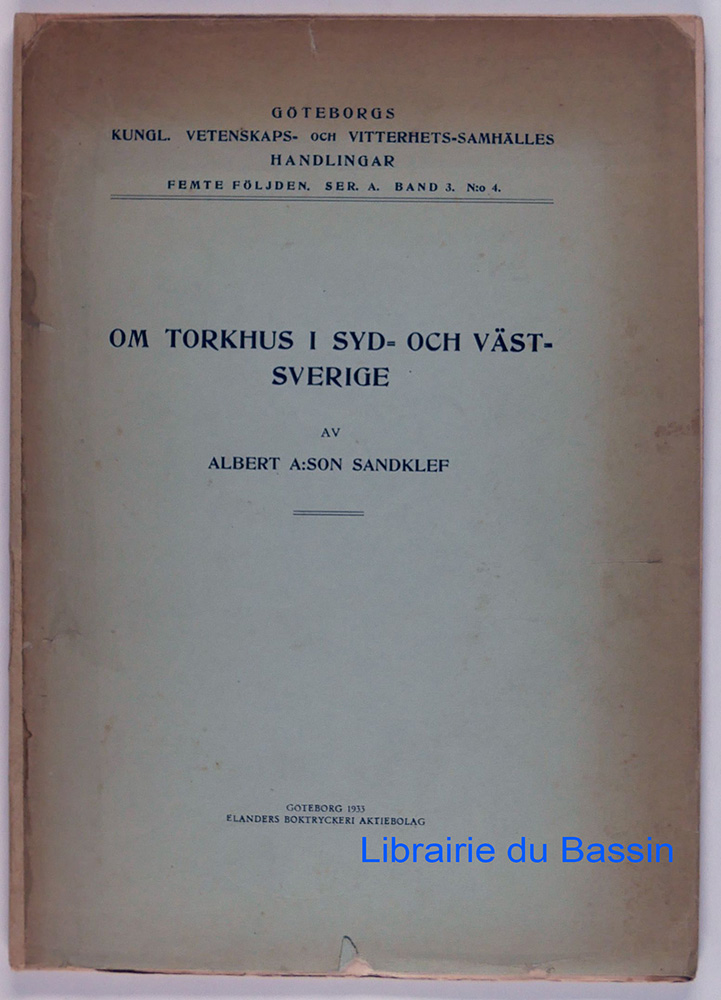 GÖTEBORGS
KUNGL. VETENSKAPS- OCH VITTERHETS-SAMHÄLLES
HANDLINGAR
FEMTE FÖLJDEN. SER. A. BAND 3. N:o 4.
OM TORKHUS I SYD= OCH VÄST-
SVERIGE
AV
ALBERT A:SON SANDKLEF
GÖTEBORG 1933
ELANDERS BOKTRYCKERI AKTIEBOLAG
Librairie du Bassin